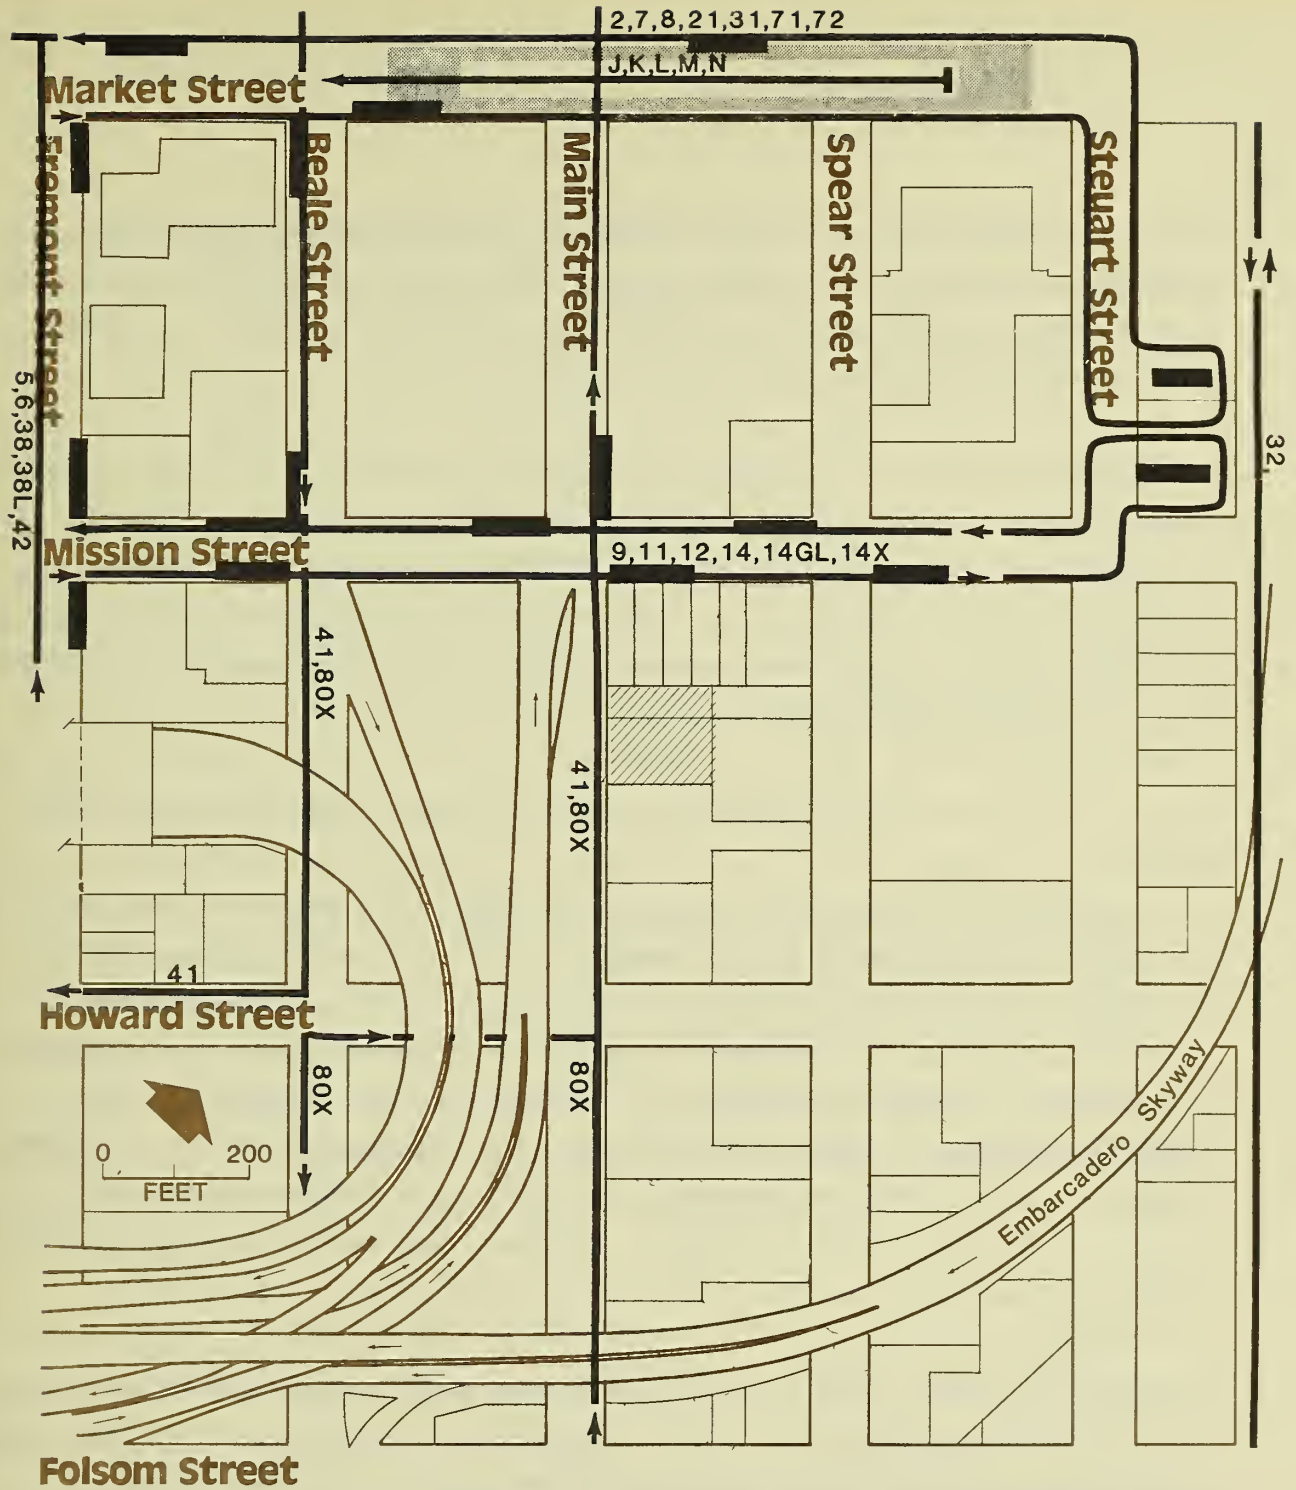 2,7,8,21,31,71,72
J,K,L,M,N
Market Street
Fremont Street
Beale Street
Main Street
Spear Street
Steuart Street
5,6,38,38L,42
32,
Mission Street
9,11,12,14,14GL,14X
41,80X
41,80X
41
Howard Street
80X
80X
0 200
FEET
Embarcadero Skyway
Folsom Street